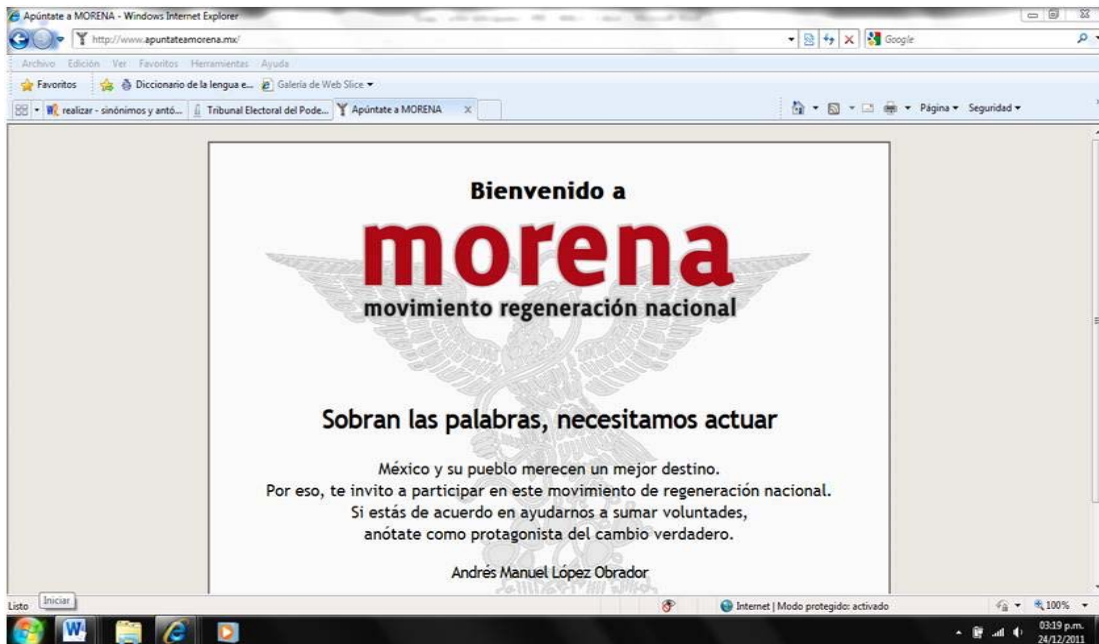 Apúntate a MORENA - Windows Internet Explorer
http://www.apuntateamorena.mx/
Google
Archivo Edición Ver Favoritos Herramientas Ayuda
Favoritos Diccionario de la lengua e... Galería de Web Slice
realizar - sinónimos y antó... Tribunal Electoral del Pode... Apúntate a MORENA x Página Seguridad
Bienvenido a
morena
movimiento regeneración nacional
Sobran las palabras, necesitamos actuar
México y su pueblo merecen un mejor destino.
Por eso, te invito a participar en este movimiento de regeneración nacional.
Si estás de acuerdo en ayudarnos a sumar voluntades,
anótate como protagonista del cambio verdadero.
Andrés Manuel López Obrador
Listo Iniciar Internet | Modo protegido: activado 100%
03:19 p.m.
24/12/2011